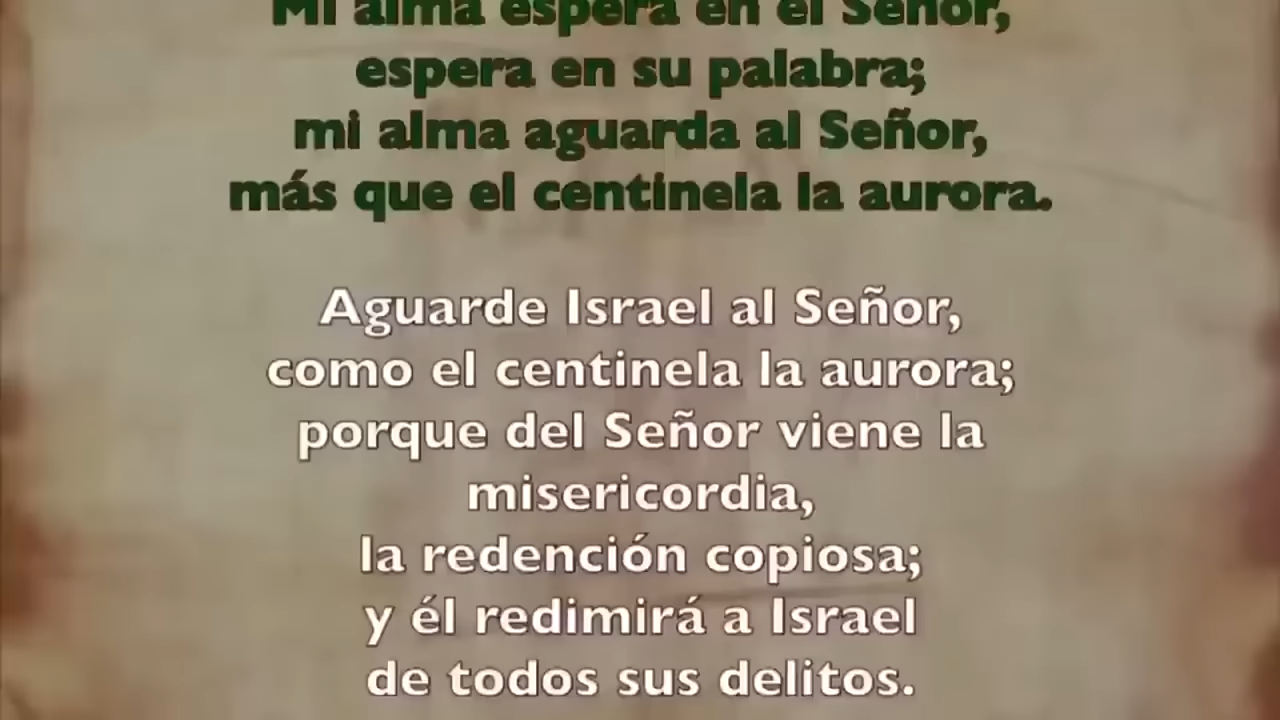 Mi alma espera en el Señor,
espera en su palabra;
mi alma aguarda al Señor,
más que el centinela la aurora.
Aguarde Israel al Señor,
como el centinela la aurora;
porque del Señor viene la
misericordia,
la redención copiosa;
y él redimirá a Israel
de todos sus delitos.